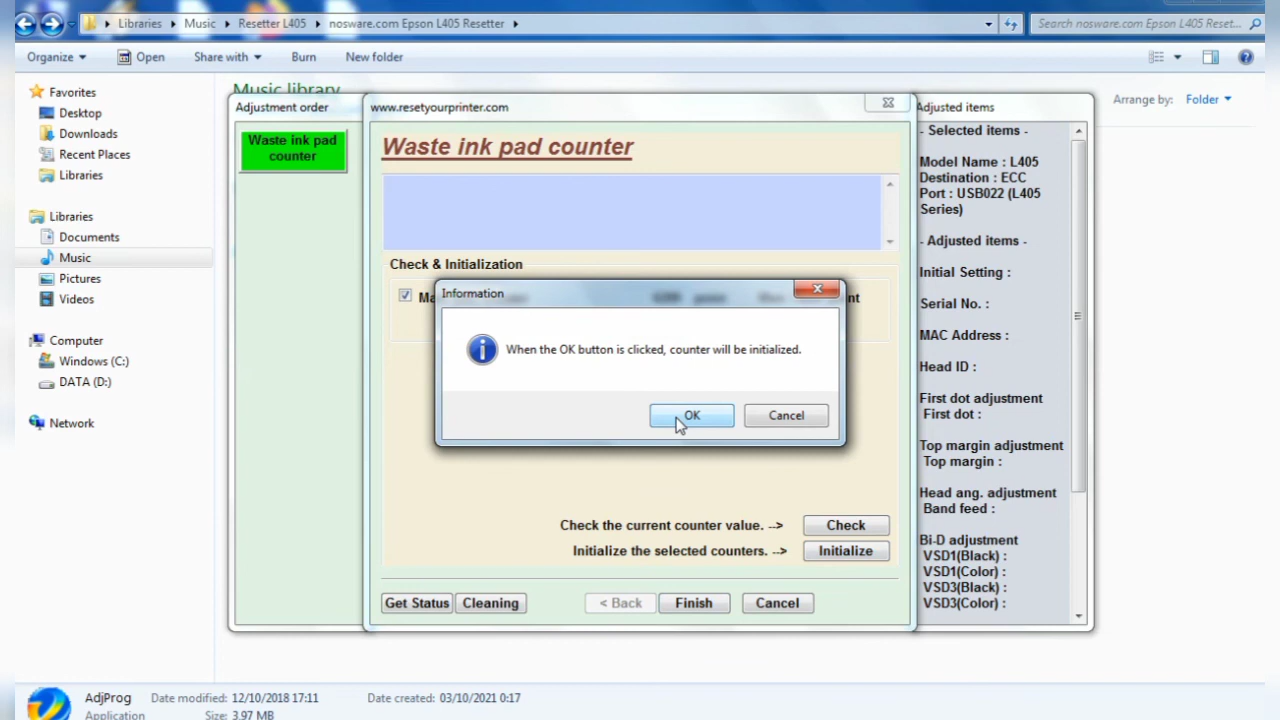 Libraries ▸ Music ▸ Resetter L405 ▸ nosware.com Epson L405 Resetter ▸
Search nosware.com Epson L405 Reset...
Organize Open Share with Burn New folder
Favorites
Desktop
Downloads
Recent Places
Libraries
Libraries
Documents
Music
Pictures
Videos
Computer
Windows (C:)
DATA (D:)
Network
Music library
Arrange by: Folder
Adjustment order
Waste ink pad
counter
www.resetyourprinter.com
Waste ink pad counter
Check & Initialization
Information
When the OK button is clicked, counter will be initialized.
OK Cancel
Check the current counter value. --> Check
Initialize the selected counters. --> Initialize
Get Status Cleaning < Back Finish Cancel
Adjusted items
- Selected items -
Model Name : L405
Destination : ECC
Port : USB022 (L405
Series)
- Adjusted items -
Initial Setting :
Serial No. :
MAC Address :
Head ID :
First dot adjustment
First dot :
Top margin adjustment
Top margin :
Head ang. adjustment
Band feed :
Bi-D adjustment
VSD1(Black) :
VSD1(Color) :
VSD3(Black) :
VSD3(Color) :
AdjProg Date modified: 12/10/2018 17:11 Date created: 03/10/2021 0:17
Application Size: 3.97 MB